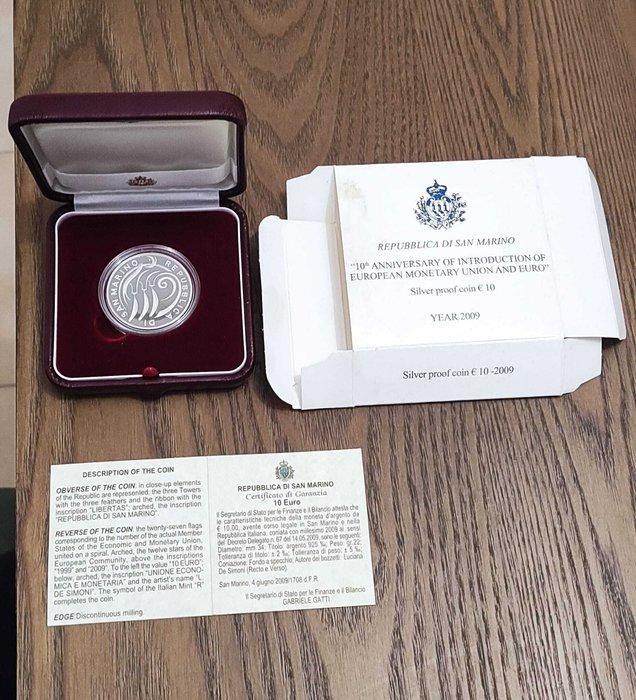 REPUBBLICA
DI SAN MARINO
REPUBBLICA DI SAN MARINO
"10th ANNIVERSARY OF INTRODUCTION OF
EUROPEAN MONETARY UNION AND EURO"
Silver proof coin € 10
YEAR 2009
Silver proof coin € 10 -2009
DESCRIPTION OF THE COIN
OBVERSE OF THE COIN: in close-up elements
of the Republic are represented; the three Towers
with the three feathers and the ribbon with the
inscription "LIBERTAS"; arched, the inscription
"REPUBBLICA DI SAN MARINO".
REVERSE OF THE COIN: the twenty-seven flags
corresponding to the number of the actual Member
States of the Economic and Monetary Union,
united on a spiral. Arched, the twelve stars of the
European Community, above the inscriptions
"1999" and "2009". To the left the value "10 EURO";
below, arched; the inscription "UNIONE ECONO-
MICA E MONETARIA" and the artist's name "L.
DE SIMONI". The symbol of the Italian Mint "R"
completes the coin.
EDGE Discontinuous milling.
REPUBBLICA DI SAN MARINO
Certificato di Garanzia
10 Euro
Il Segretario di Stato per le Finanze e il Bilancio attesta che
le caratteristiche tecniche della moneta d'argento da
€ 10,00, avente corso legale in San Marino e nella
Repubblica Italiana, coniata con millesimo 2009 ai sensi
del Decreto Delegato n. 67 del 14.05.2009, sono le seguenti:
Diametro: mm 34; Titolo: argento 925 ‰; Peso: gr.22;
Tolleranza di titolo: ± 2 ‰; Tolleranza di peso: ± 5 ‰;
Coniazione: Fondo a specchio; Autore dei bozzetti: Luciana
De Simoni (Recto e Verso).
San Marino, 4 giugno 2009/1708 d.F.R.
Il Segretario di Stato per le Finanze e il Bilancio
GABRIELE GATTI